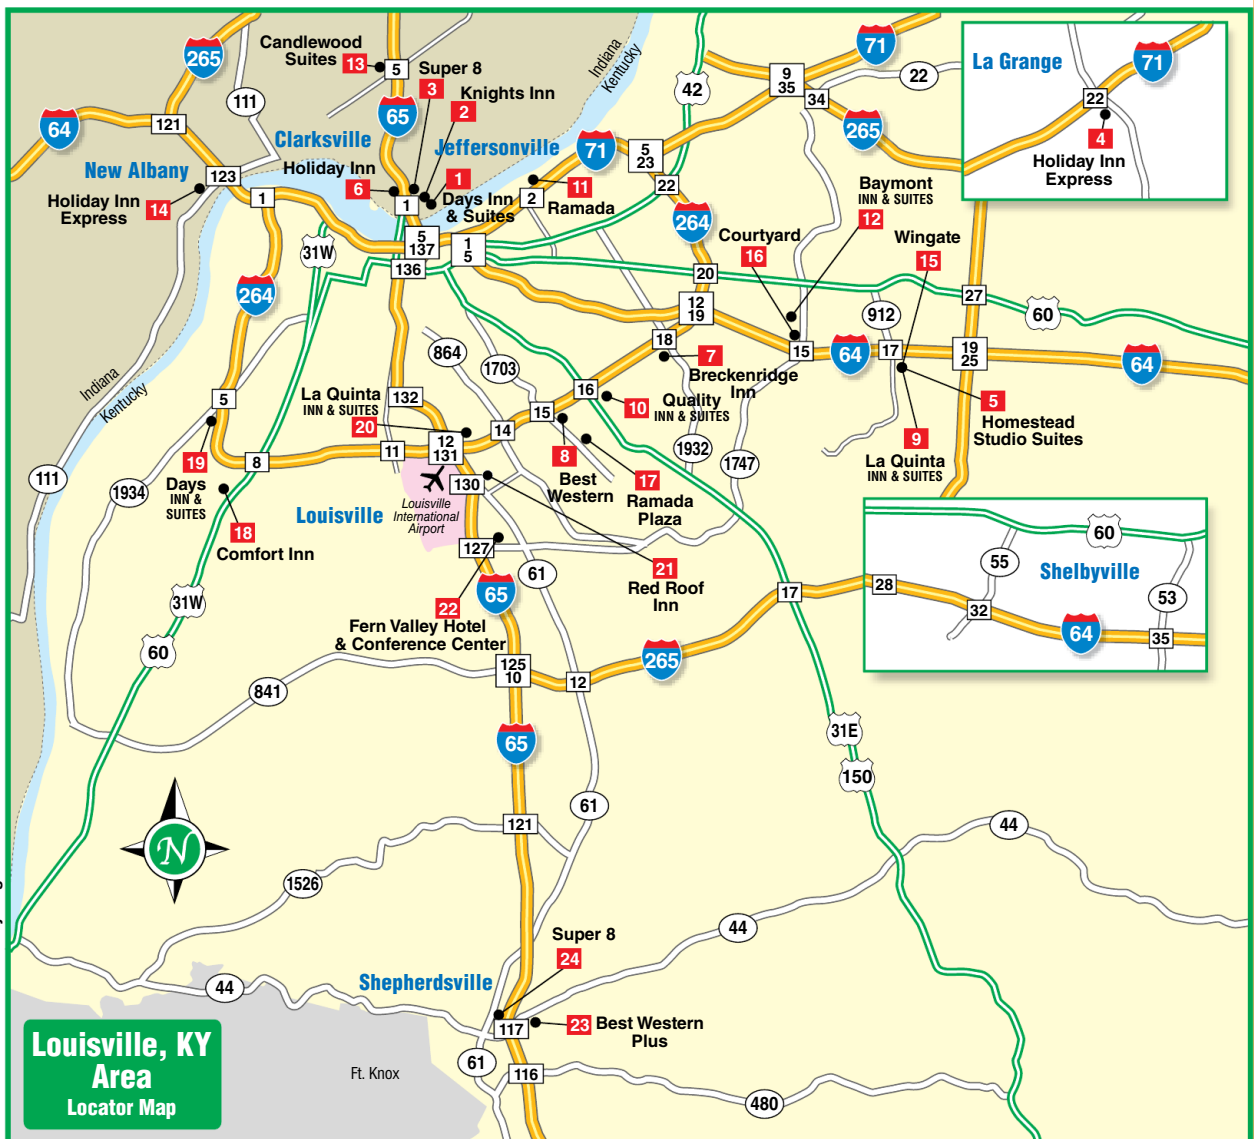 265
Candlewood
Suites
13
5
Super 8
3
Knights Inn
2
65
111
64
121
Clarksville
Jeffersonville
New Albany
Holiday Inn
6
1
Days Inn
& Suites
123
Holiday Inn
Express
14
1
1
Indiana
Kentucky
42
71
9
35
34
22
265
71
5
23
22
11
Ramada
2
264
La Grange
71
22
4
Holiday Inn
Express
Baymont
INN & SUITES
12
Courtyard
16
Wingate
15
31W
5
137
1
5
136
20
264
12
19
27
60
912
18
15
64
17
19
25
64
7
Breckenridge
Inn
864
1703
Indiana
Kentucky
La Quinta
INN & SUITES
20
132
16
10
Quality
INN & SUITES
5
Homestead
Studio Suites
9
La Quinta
INN & SUITES
5
15
14
12
131
11
8
19
Days
INN &
SUITES
8
Best
Western
17
Ramada
Plaza
1932
1747
111
1934
130
Louisville
Louisville
International
Airport
18
Comfort Inn
127
21
Red Roof
Inn
61
65
22
Fern Valley Hotel
& Conference Center
31W
60
17
60
55
Shelbyville
28
32
53
64
35
125
10
12
265
841
65
31E
150
61
121
44
N
1526
44
Super 8
24
Shepherdsville
44
117
23
Best Western
Plus
61
116
480
Ft. Knox
Louisville, KY
Area
Locator Map